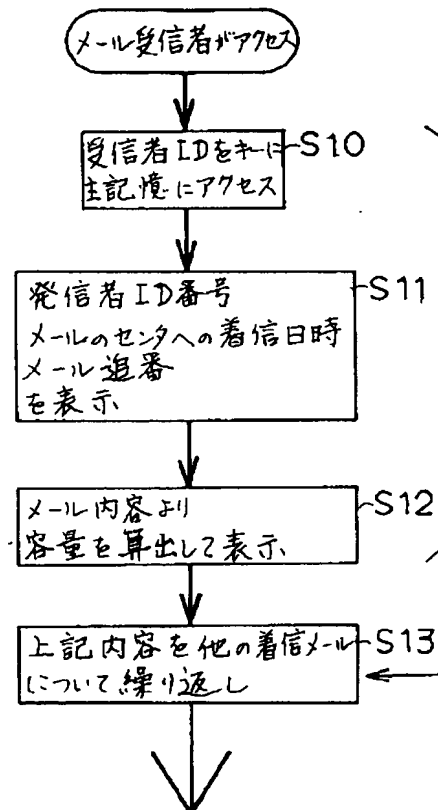 メール受信者がアクセス
受信者IDをキーに
主記憶にアクセス
S10
発信者ID番号
メールのセンタへの着信日時
メール追番
を表示
S11
メール内容より
容量を算出して表示
S12
上記内容を他の着信メール
について繰り返し
S13